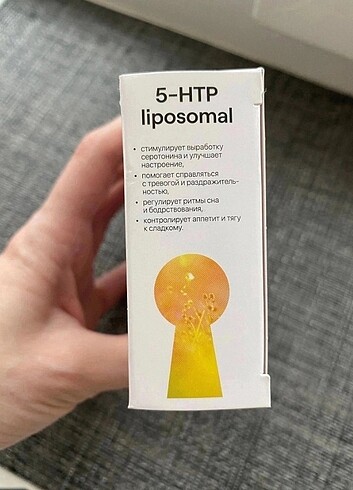 5-HTP
liposomal
• стимулирует выработку
серотонина и улучшает
настроение,
• помогает справляться
с тревогой и раздражитель-
ностью,
• регулирует ритмы сна
и бодрствования,
• контролирует аппетит и тягу
к сладкому.